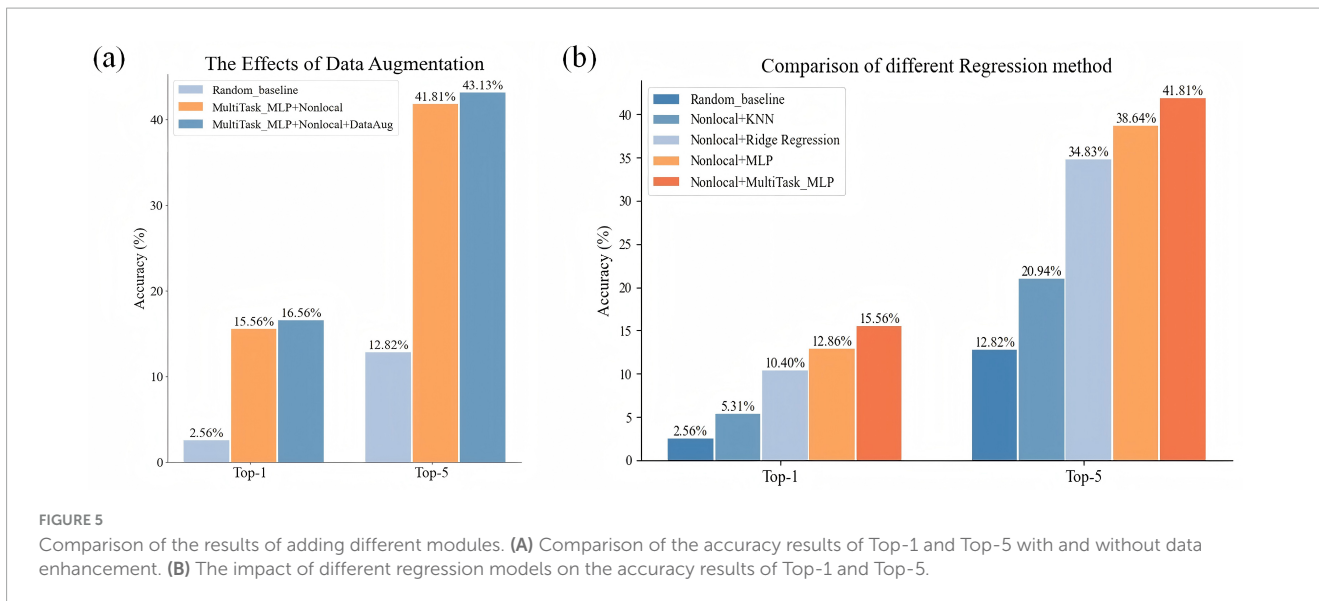 (a)
The Effects of Data Augmentation
Random_baseline
MultiTask_MLP+Nonlocal
MultiTask_MLP+Nonlocal+DataAug
Accuracy (%)
40
30
20
10
0
2.56%
15.56%
16.56%
12.82%
41.81%
43.13%
Top-1
Top-5
(b)
Comparison of different Regression method
Random_baseline
Nonlocal+KNN
Nonlocal+Ridge Regression
Nonlocal+MLP
Nonlocal+MultiTask_MLP
Accuracy (%)
40
35
30
25
20
15
10
5
0
2.56%
5.31%
10.40%
12.86%
15.56%
12.82%
20.94%
34.83%
38.64%
41.81%
Top-1
Top-5
FIGURE 5
Comparison of the results of adding different modules. (A) Comparison of the accuracy results of Top-1 and Top-5 with and without data
enhancement. (B) The impact of different regression models on the accuracy results of Top-1 and Top-5.